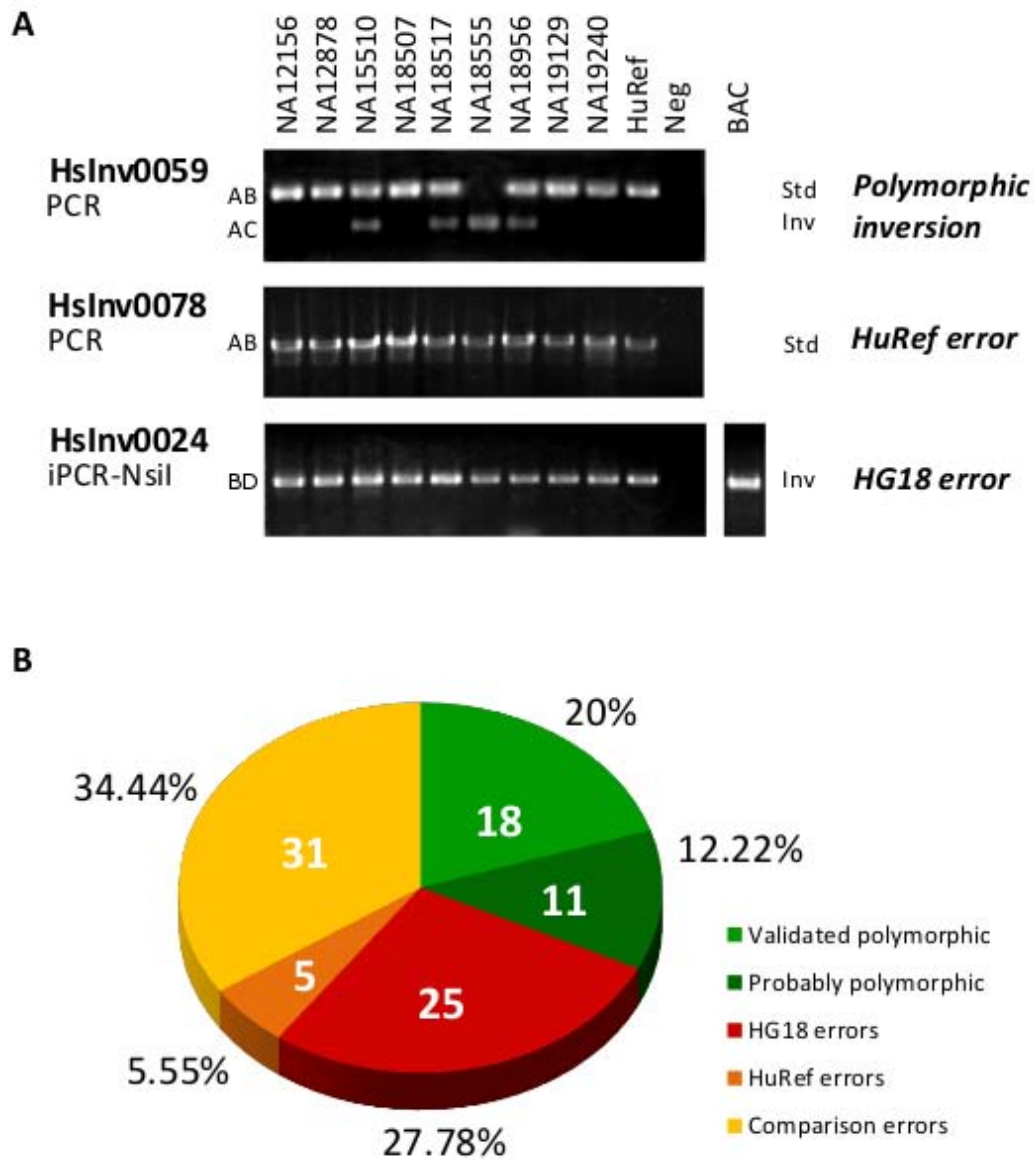 A
NA12156
NA12878
NA15510
NA18507
NA18517
NA18555
NA18956
NA19129
NA19240
HuRef
Neg
BAC
HsInv0059
PCR
AB
AC
Std
Inv
Polymorphic
inversion
HsInv0078
PCR
AB
Std
HuRef error
HsInv0024
iPCR-NsiI
BD
Inv
HG18 error
B
20%
34.44%
18
31
12.22%
11
5
25
5.55%
27.78%
Validated polymorphic
Probably polymorphic
HG18 errors
HuRef errors
Comparison errors